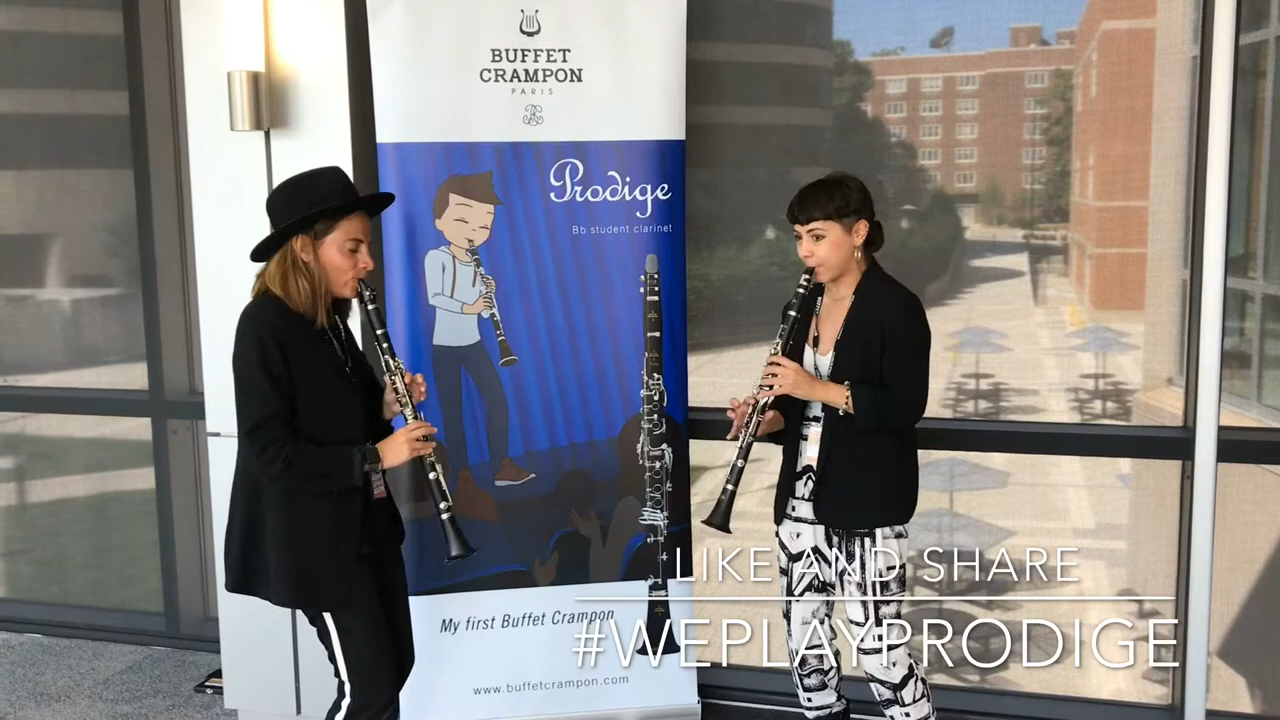 BUFFET
CRAMPON
PARIS
Prodige
Bb student clarinet
My first Buffet Crampon
www.buffetcrampon.com
LIKE AND SHARE
#WEPLAYPRODIGE